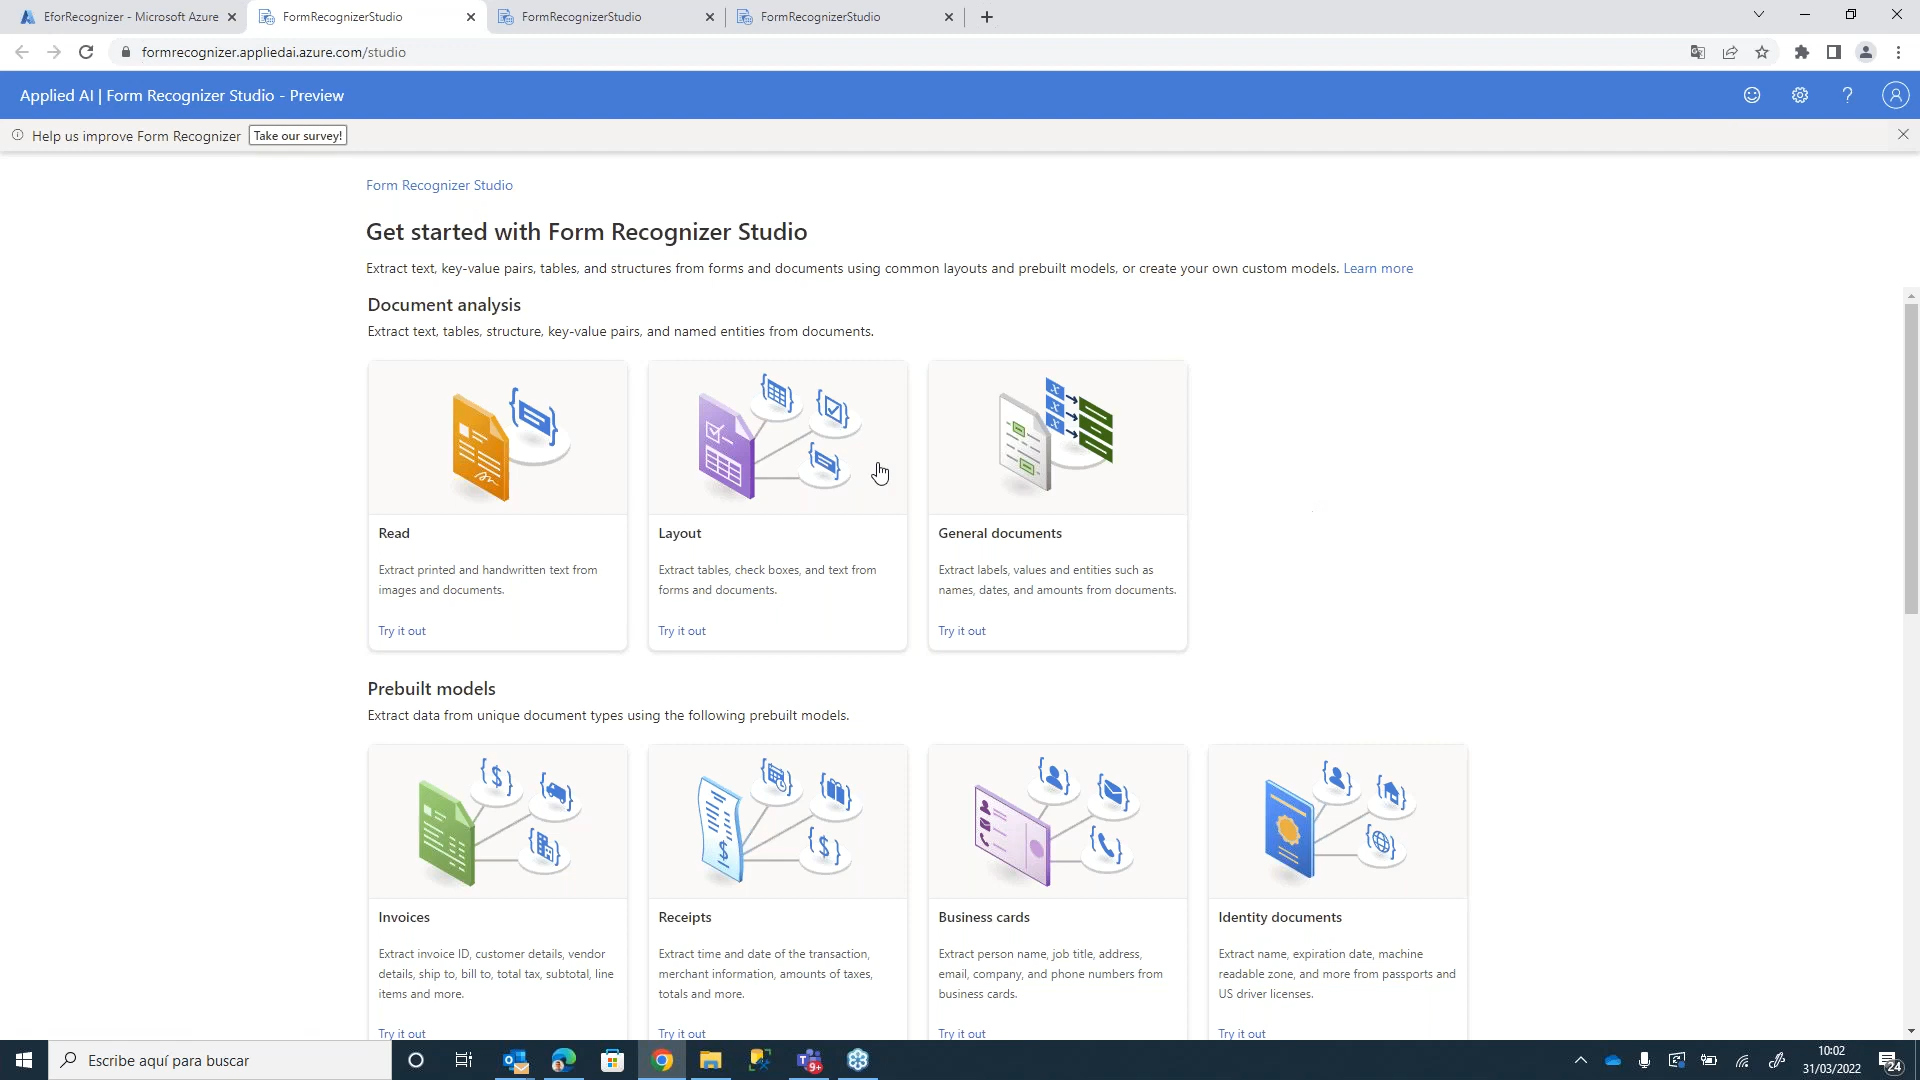 EforRecognizer - Microsoft Azure
FormRecognizerStudio
FormRecognizerStudio
FormRecognizerStudio
formrecognizer.appliedai.azure.com/studio
Applied AI | Form Recognizer Studio - Preview
Help us improve Form Recognizer
Take our survey!
Form Recognizer Studio
Get started with Form Recognizer Studio
Extract text, key-value pairs, tables, and structures from forms and documents using common layouts and prebuilt models, or create your own custom models. Learn more
Document analysis
Extract text, tables, structure, key-value pairs, and named entities from documents.
Read
Extract printed and handwritten text from
images and documents.
Try it out
Layout
Extract tables, check boxes, and text from
forms and documents.
Try it out
General documents
Extract labels, values and entities such as
names, dates, and amounts from documents.
Try it out
Prebuilt models
Extract data from unique document types using the following prebuilt models.
Invoices
Extract invoice ID, customer details, vendor
details, ship to, bill to, total tax, subtotal, line
items and more.
Try it out
Receipts
Extract time and date of the transaction,
merchant information, amounts of taxes,
totals and more.
Try it out
Business cards
Extract person name, job title, address,
email, company, and phone numbers from
business cards.
Try it out
Identity documents
Extract name, expiration date, machine
readable zone, and more from passports and
US driver licenses.
Try it out
Escribe aquí para buscar
9+
10:02
31/03/2022
24